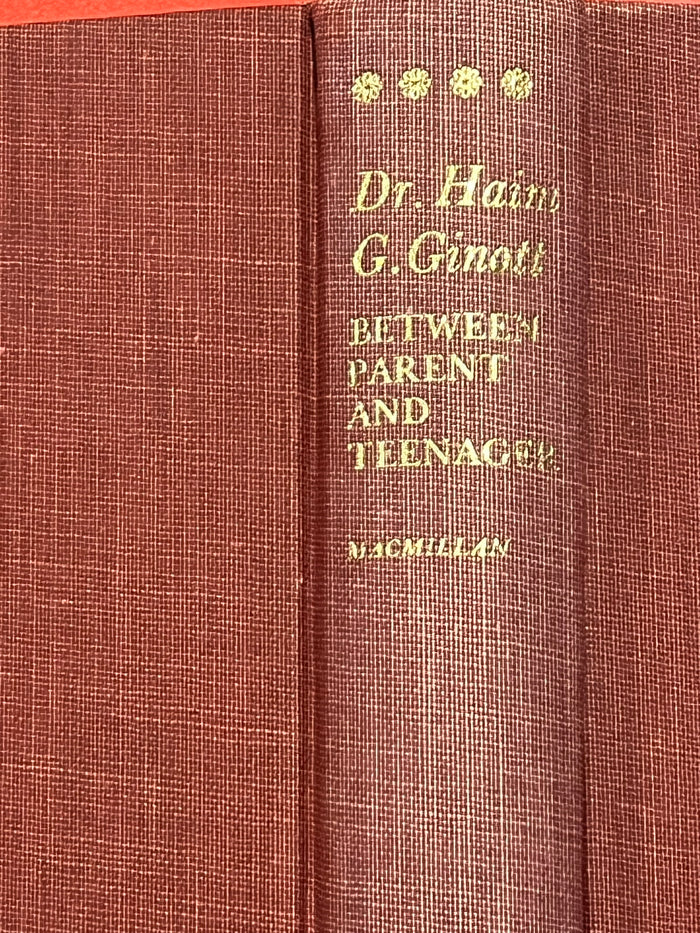 Dr. Haim
G. Ginott
BETWEEN
PARENT
AND
TEENAGER
MACMILLAN